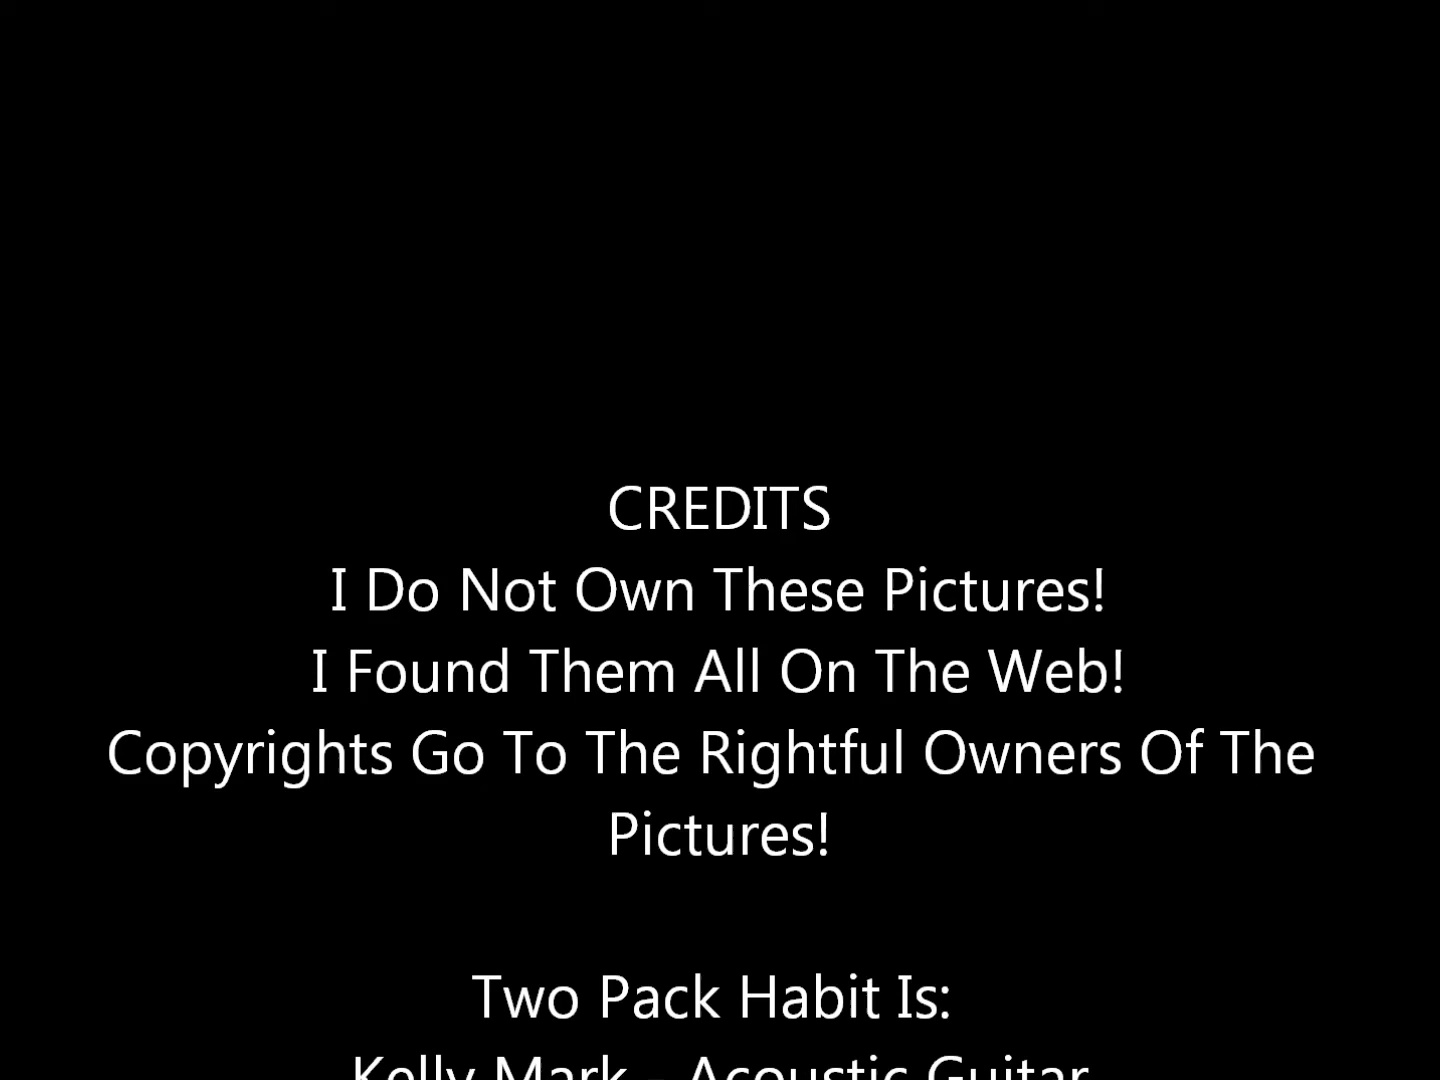 CREDITS
I Do Not Own These Pictures!
I Found Them All On The Web!
Copyrights Go To The Rightful Owners Of The
Pictures!
Two Pack Habit Is:
Kelly Mark - Acoustic Guitar